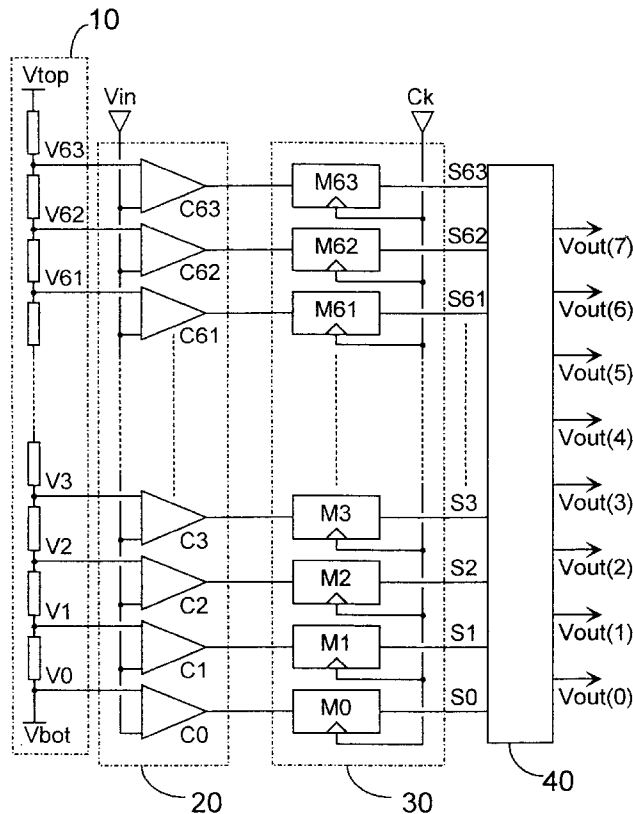 10
Vtop
Vin
Ck
V63
C63
M63
S63
V62
C62
M62
S62
Vout(7)
V61
C61
M61
S61
Vout(6)
Vout(5)
Vout(4)
V3
C3
M3
S3
Vout(3)
V2
C2
M2
S2
Vout(2)
V1
C1
M1
S1
Vout(1)
V0
C0
M0
S0
Vout(0)
Vbot
20
30
40